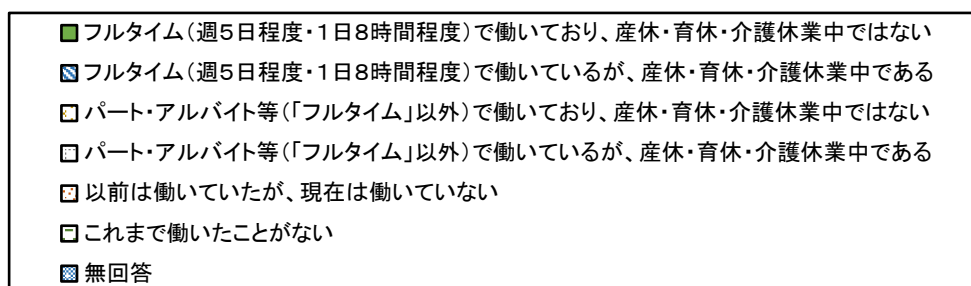 フルタイム（週５日程度・１日８時間程度）で働いており、産休・育休・介護休業中ではない
フルタイム（週５日程度・１日８時間程度）で働いているが、産休・育休・介護休業中である
パート・アルバイト等（「フルタイム」以外）で働いており、産休・育休・介護休業中ではない
パート・アルバイト等（「フルタイム」以外）で働いているが、産休・育休・介護休業中である
以前は働いていたが、現在は働いていない
これまで働いたことがない
無回答